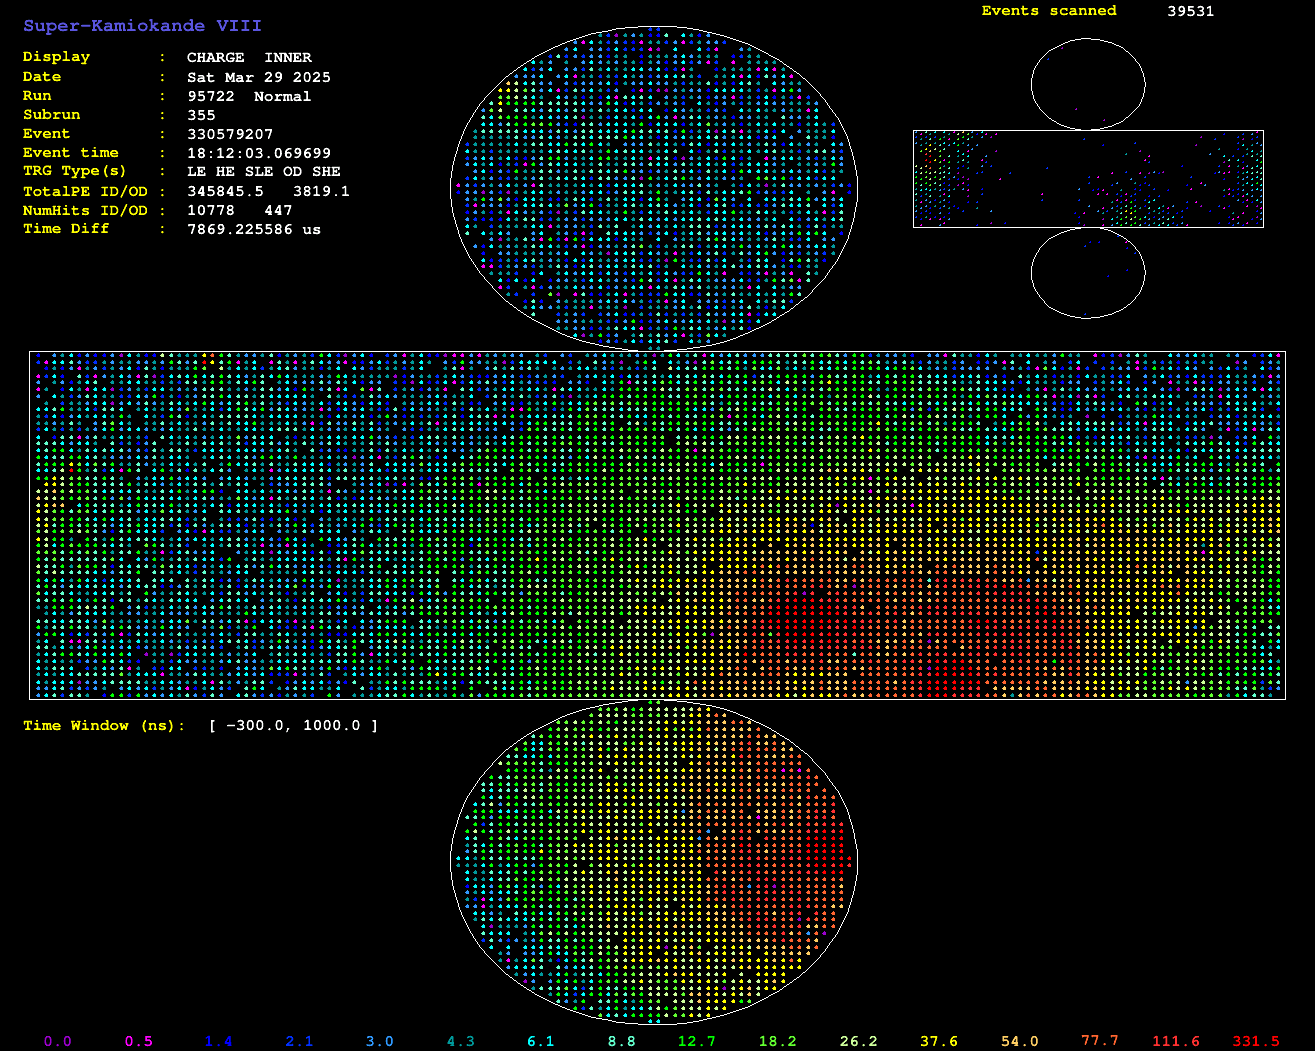 Super-Kamiokande VIII
Events scanned 39531
Display : CHARGE INNER
Date : Sat Mar 29 2025
Run : 95722 Normal
Subrun : 355
Event : 330579207
Event time : 18:12:03.069699
TRG Type(s) : LE HE SLE OD SHE
TotalPE ID/OD : 345845.5 3819.1
NumHits ID/OD : 10778 447
Time Diff : 7869.225586 us
Time Window (ns): [ -300.0, 1000.0 ]
0.0 0.5 1.4 2.1 3.0 4.3 6.1 8.8 12.7 18.2 26.2 37.6 54.0 77.7 111.6 331.5